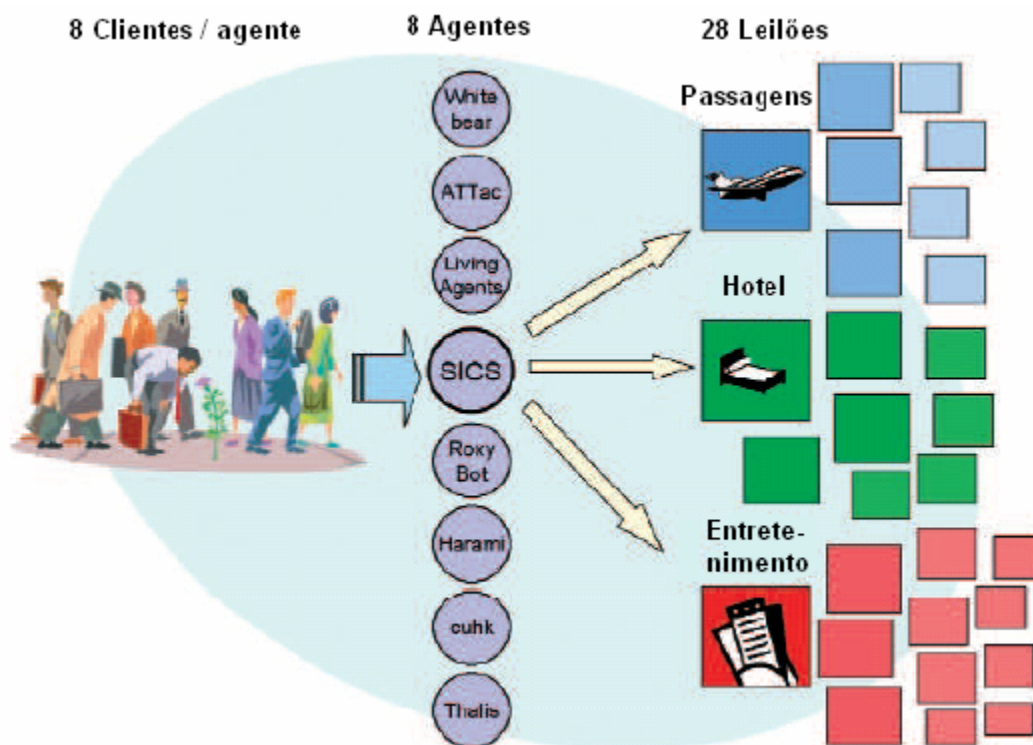 8 Clientes / agente
8 Agentes
28 Leilões
White
bear
ATTac
Living
Agents
SICS
Roxy
Bot
Harami
cuhk
Thalis
Passagens
Hotel
Entrete-
nimento